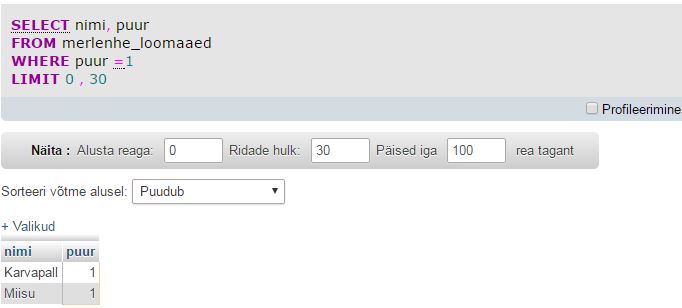 SELECT nimi, puur
FROM merlenhe_loomaaed
WHERE puur =1
LIMIT 0 , 30
Profileerimine
Näita : Alusta reaga: 0 Ridade hulk: 30 Päised iga 100 rea tagant
Sorteeri võtme alusel: Puudub
+ Valikud
nimi puur
Karvapall 1
Miisu 1